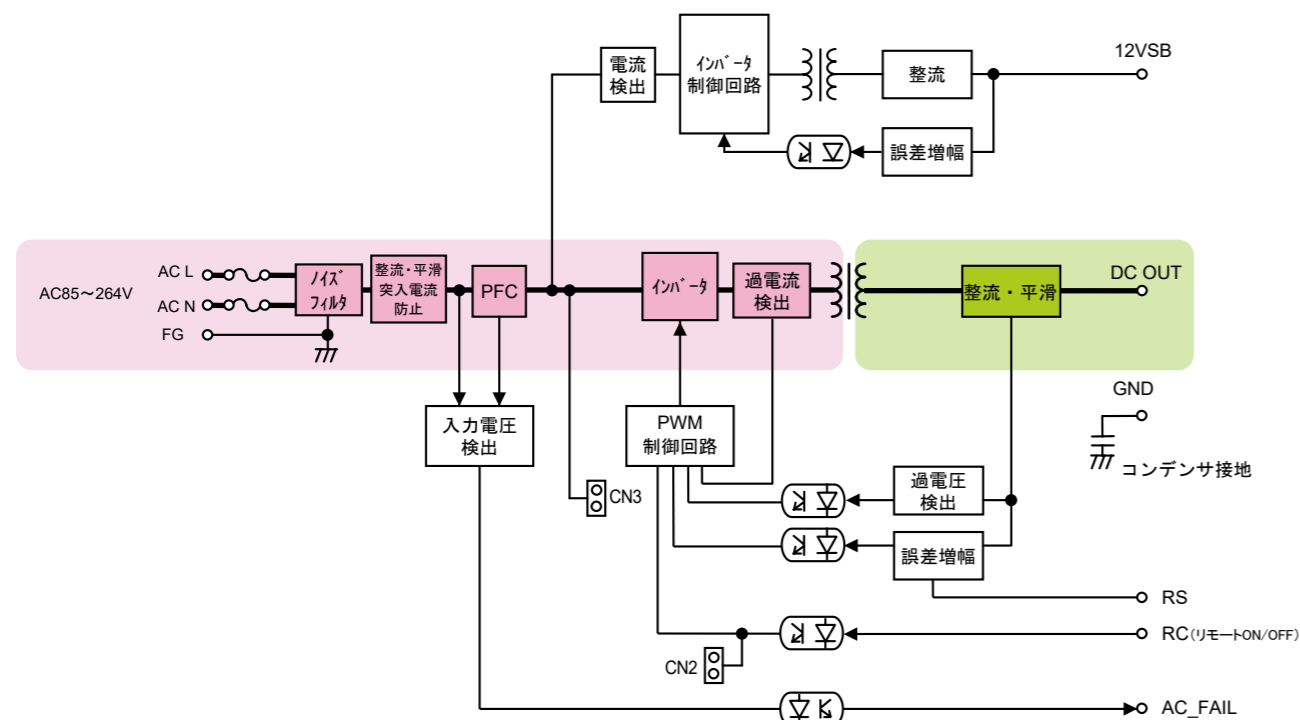 12VSB
電流
検出
インバータ
制御回路
整流
誤差増幅
AC85~264V
AC L
AC N
FG
ノイズ
フィルタ
整流・平滑
突入電流
防止
PFC
インバータ
過電流
検出
整流・平滑
DC OUT
入力電圧
検出
PWM
制御回路
GND
コンデンサ接地
CN3
過電圧
検出
誤差増幅
RS
RC(リモートON/OFF)
CN2
AC_FAIL